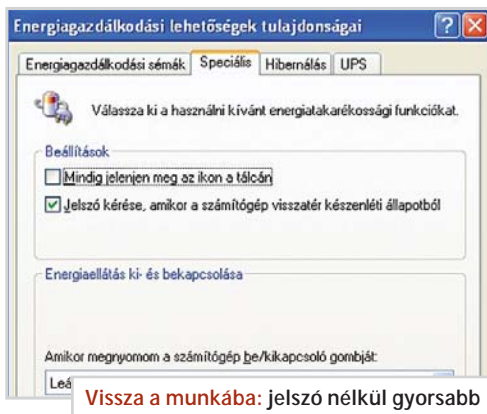 Energiagazdálkodási lehetőségek tulajdonságai
Energiagazdálkodási sémák Speciális Hibernálás UPS
Válassza ki a használni kívánt energiatakarékossági funkciókat.
Beállítások
Mindig jelenjen meg az ikon a tálcán
Jelszó kérése, amikor a számítógép visszatér készenléti állapotból
Energiaellátás ki- és bekapcsolása
Amikor megnyomom a számítógép be/kikapcsoló gombját:
Vissza a munkába: jelszó nélkül gyorsabb